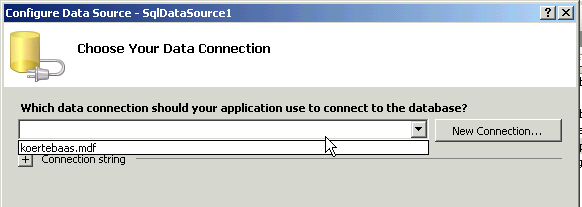 Configure Data Source - SqlDataSource1
Choose Your Data Connection
Which data connection should your application use to connect to the database?
New Connection...
koertebaas.mdf
Connection string